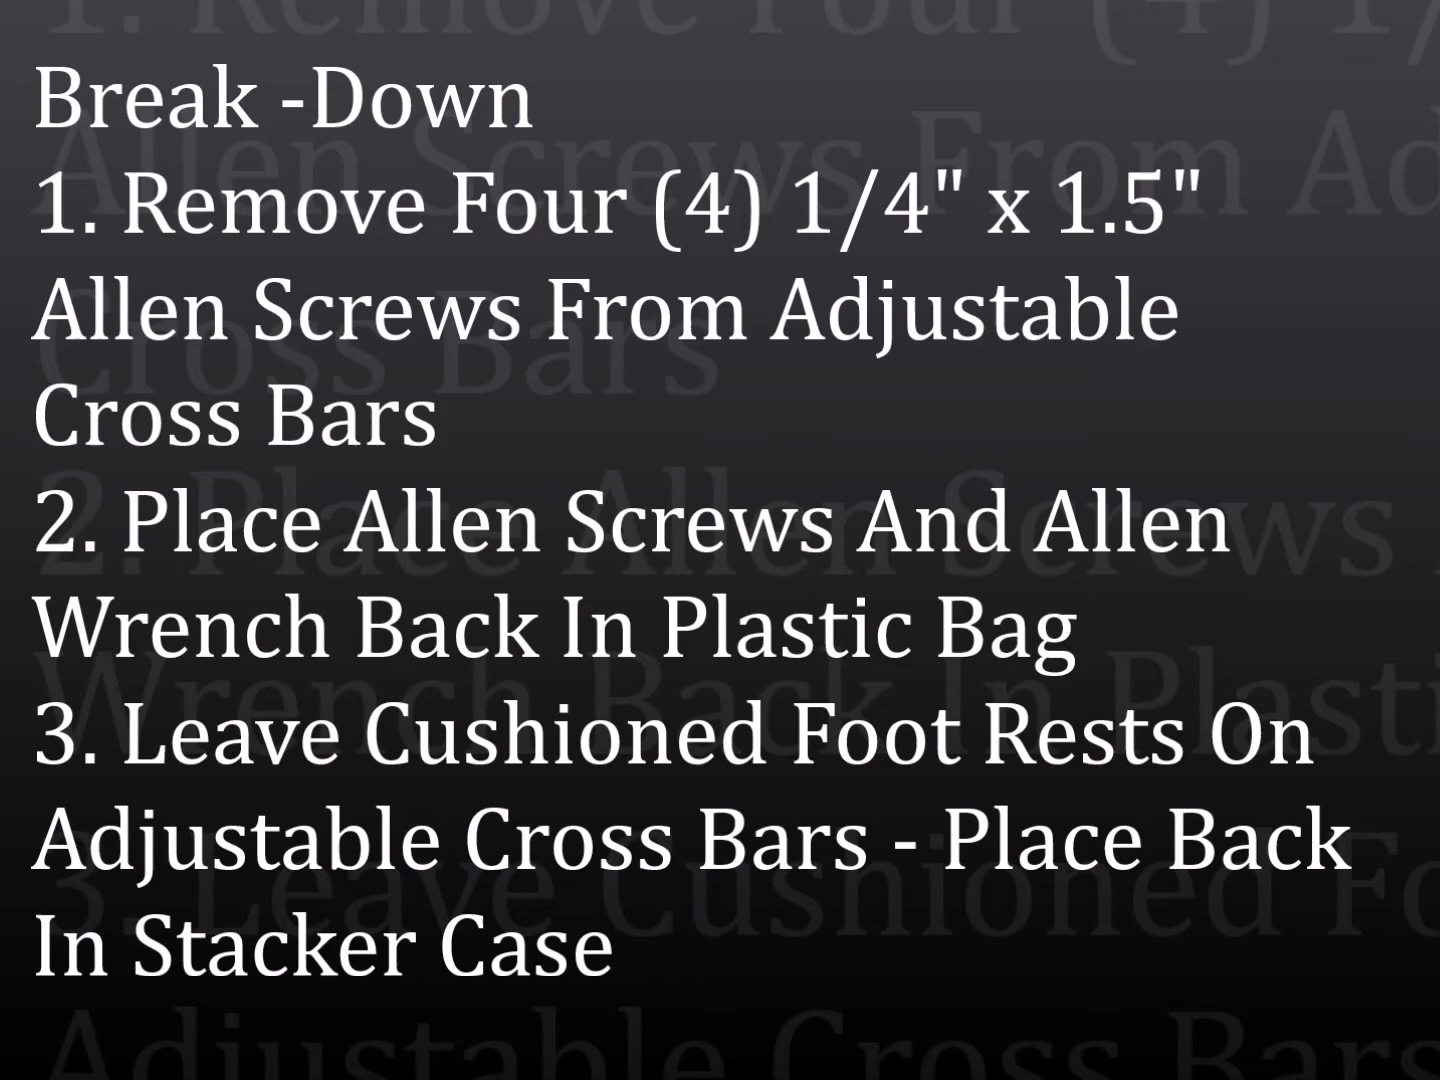 Break -Down
1. Remove Four (4) 1/4" x 1.5"
Allen Screws From Adjustable
Cross Bars
2. Place Allen Screws And Allen
Wrench Back In Plastic Bag
3. Leave Cushioned Foot Rests On
Adjustable Cross Bars - Place Back
In Stacker Case